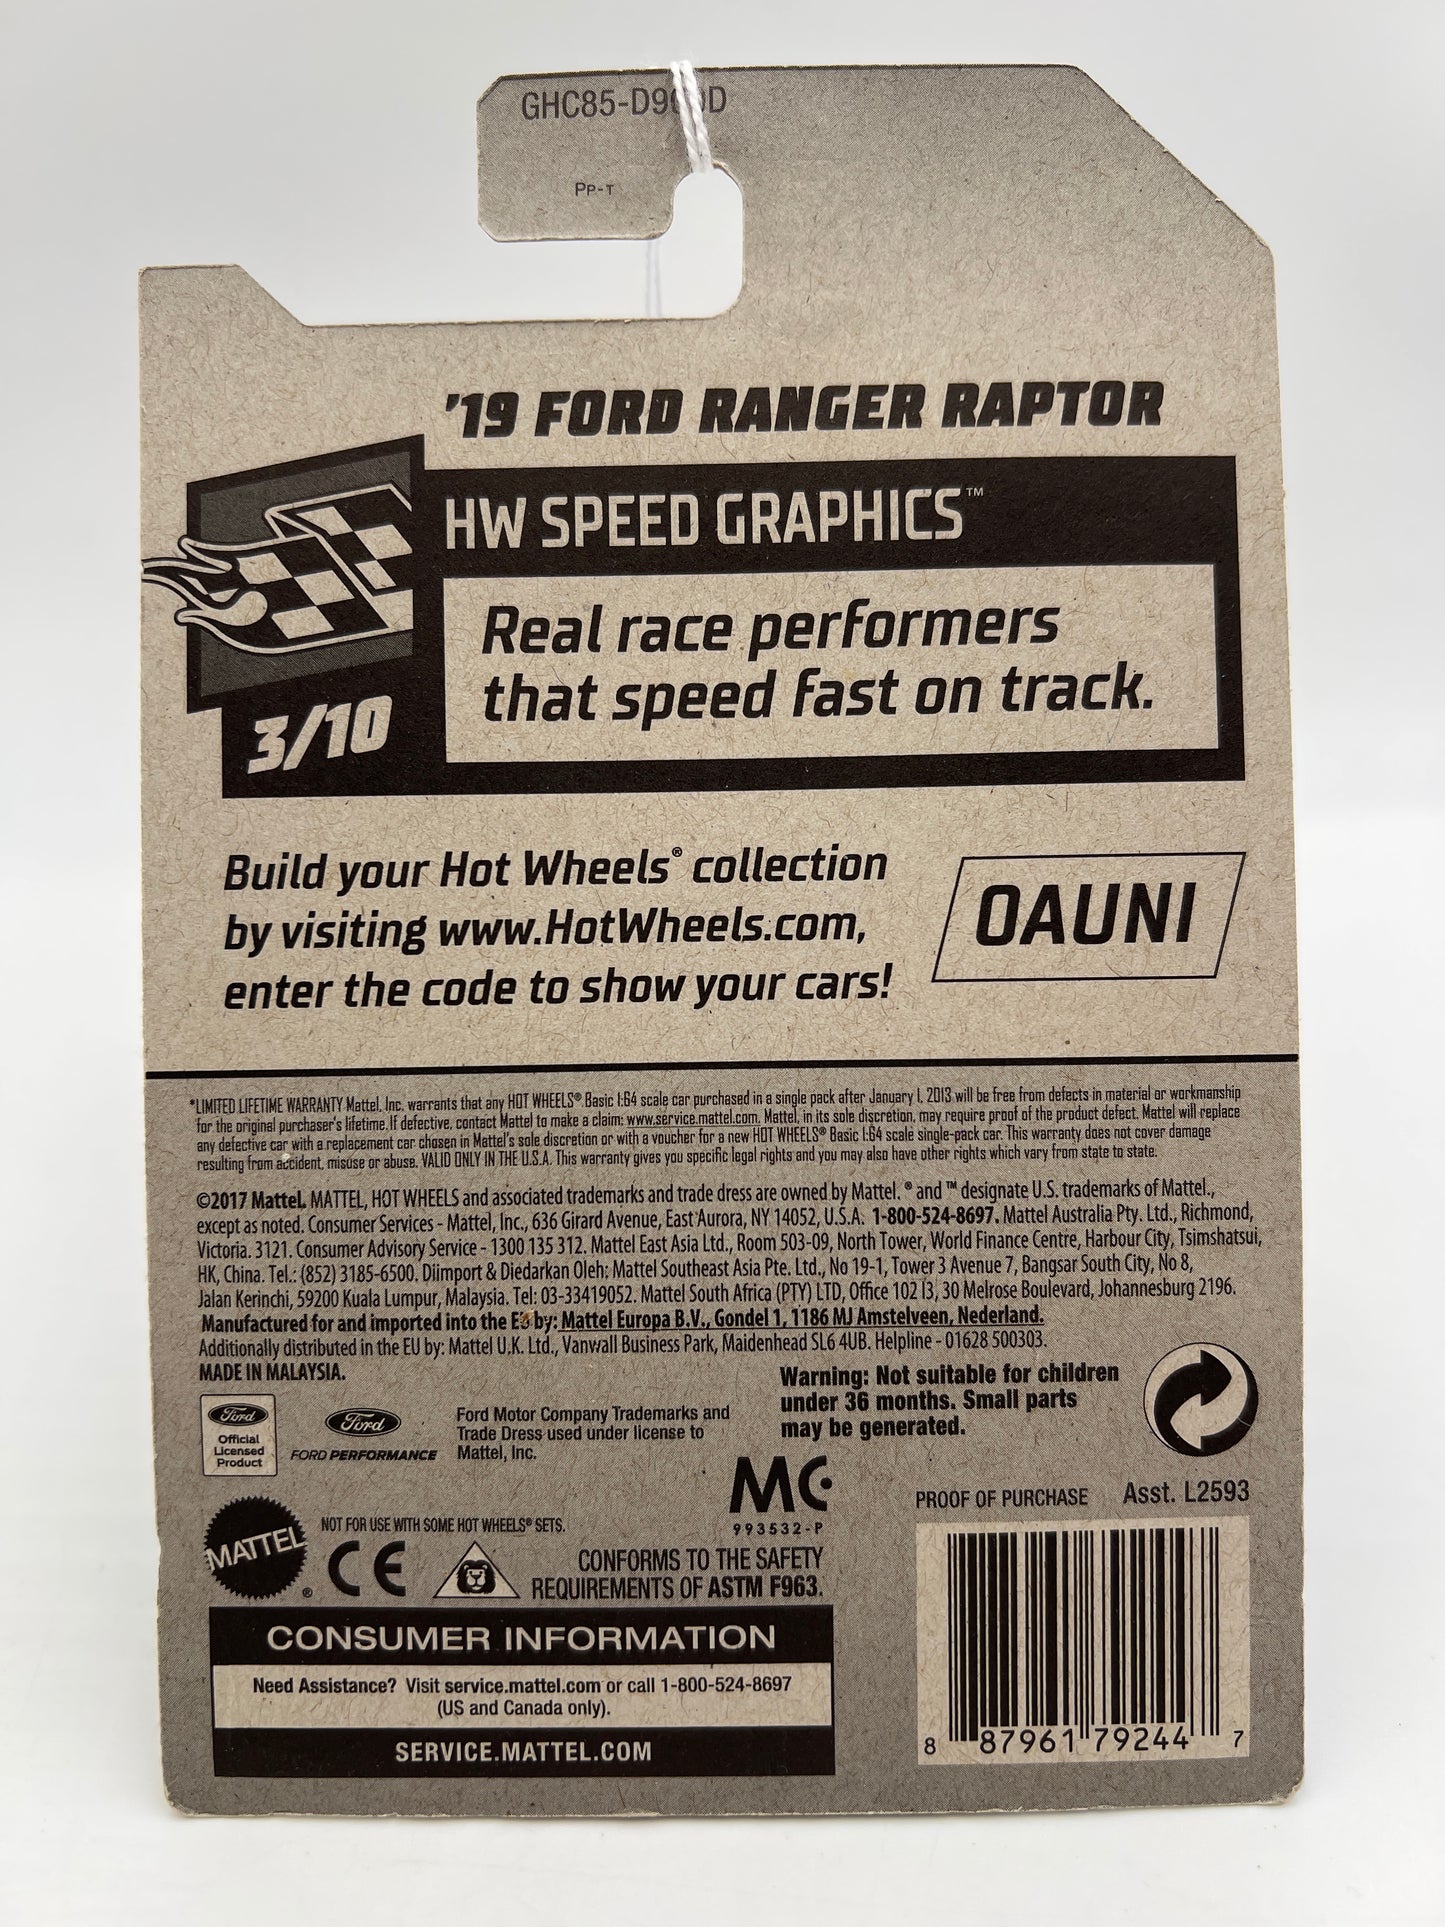 GHC85-D9
PP-T
'19 FORD RANGER RAPTOR
HW SPEED GRAPHICS™
Real race performers
that speed fast on track.
3/10
Build your Hot Wheels® collection
by visiting www.HotWheels.com,
enter the code to show your cars!
OAUNI
*LIMITED LIFETIME WARRANTY Mattel, Inc. warrants that any HOT WHEELS® Basic 1:64 scale car purchased in a single pack after January 1, 2013 will be free from defects in material or workmanship
for the original purchaser's lifetime. If defective, contact Mattel to make a claim: www.service.mattel.com. Mattel, in its sole discretion, may require proof of the product defect. Mattel will replace
any defective car with a replacement car chosen in Mattel's sole discretion or with a voucher for a new HOT WHEELS® Basic 1:64 scale single-pack car. This warranty does not cover damage
resulting from accident, misuse or abuse. VALID ONLY IN THE U.S.A. This warranty gives you specific legal rights and you may also have other rights which vary from state to state.
©2017 Mattel. MATTEL, HOT WHEELS and associated trademarks and trade dress are owned by Mattel. ® and ™ designate U.S. trademarks of Mattel.,
except as noted. Consumer Services - Mattel, Inc., 636 Girard Avenue, East Aurora, NY 14052, U.S.A. 1-800-524-8697. Mattel Australia Pty. Ltd., Richmond,
Victoria. 3121. Consumer Advisory Service - 1300 135 312. Mattel East Asia Ltd., Room 503-09, North Tower, World Finance Centre, Harbour City, Tsimshatsui,
HK, China. Tel.: (852) 3185-6500. Diimport & Diedarkan Oleh: Mattel Southeast Asia Pte. Ltd., No 19-1, Tower 3 Avenue 7, Bangsar South City, No 8,
Jalan Kerinchi, 59200 Kuala Lumpur, Malaysia. Tel: 03-33419052. Mattel South Africa (PTY) LTD, Office 102 I3, 30 Melrose Boulevard, Johannesburg 2196.
Manufactured for and imported into the EU by: Mattel Europa B.V., Gondel 1, 1186 MJ Amstelveen, Nederland.
Additionally distributed in the EU by: Mattel U.K. Ltd., Vanwall Business Park, Maidenhead SL6 4UB. Helpline - 01628 500303.
MADE IN MALAYSIA.
Warning: Not suitable for children
under 36 months. Small parts
may be generated.
Ford
Official
Licensed
Product
Ford
FORD PERFORMANCE
Ford Motor Company Trademarks and
Trade Dress used under license to
Mattel, Inc.
MC
993532-P
PROOF OF PURCHASE
Asst. L2593
MATTEL®
NOT FOR USE WITH SOME HOT WHEELS® SETS.
CE
CONFORMS TO THE SAFETY
REQUIREMENTS OF ASTM F963.
CONSUMER INFORMATION
Need Assistance? Visit service.mattel.com or call 1-800-524-8697
(US and Canada only).
SERVICE.MATTEL.COM
8 87961 79244 7